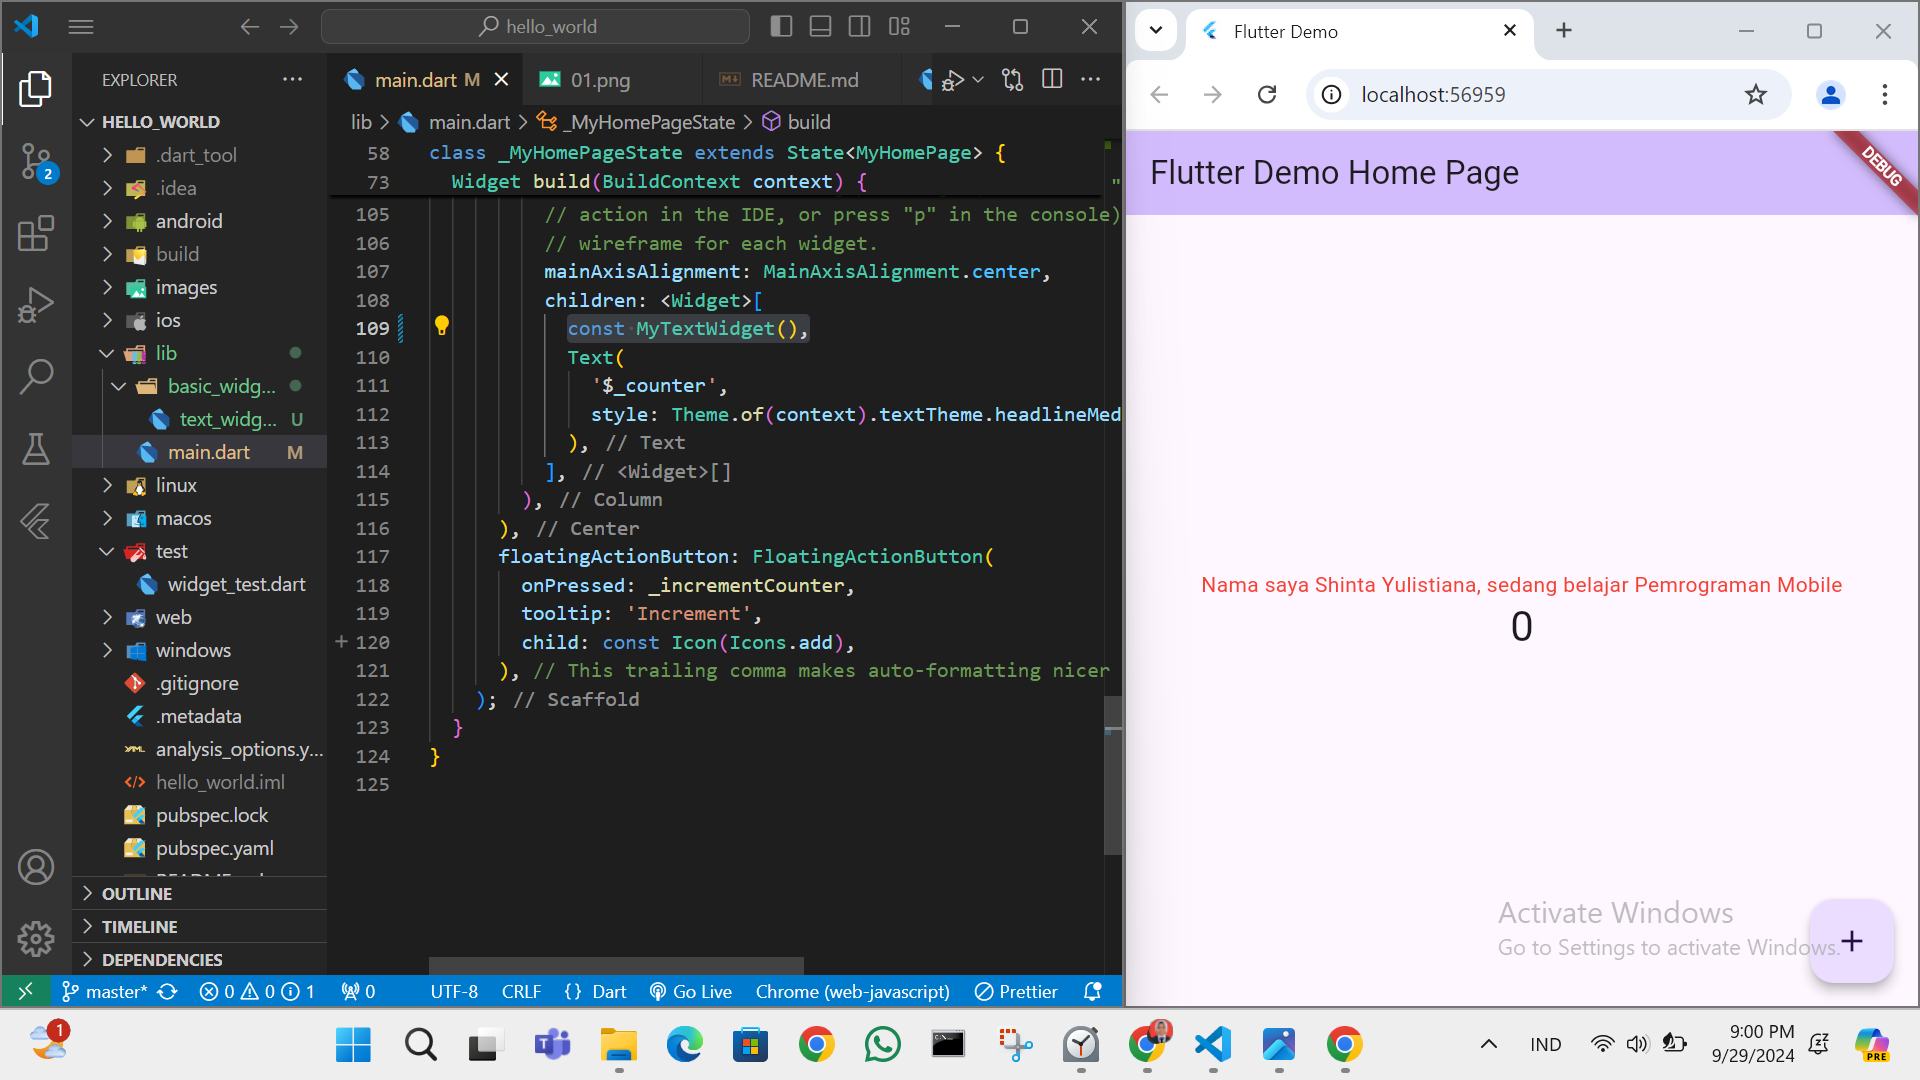 hello_world
EXPLORER
HELLO_WORLD
.dart_tool
.idea
android
build
images
ios
lib
basic_widg...
text_widg... U
main.dart M
linux
macos
test
widget_test.dart
web
windows
.gitignore
.metadata
analysis_options.y...
hello_world.iml
pubspec.lock
pubspec.yaml
OUTLINE
TIMELINE
DEPENDENCIES
2
main.dart M
01.png
README.md
lib > main.dart > _MyHomePageState > build
58 class _MyHomePageState extends State<MyHomePage> {
73 Widget build(BuildContext context) {
105 // action in the IDE, or press "p" in the console)
106 // wireframe for each widget.
107 mainAxisAlignment: MainAxisAlignment.center,
108 children: <Widget>[
109 const MyTextWidget(),
110 Text(
111 '$_counter',
112 style: Theme.of(context).textTheme.headlineMed
113 ), // Text
114 ], // <Widget>[]
115 ), // Column
116 ), // Center
117 floatingActionButton: FloatingActionButton(
118 onPressed: _incrementCounter,
119 tooltip: 'Increment',
120 child: const Icon(Icons.add),
121 ), // This trailing comma makes auto-formatting nicer
122 ); // Scaffold
123 }
124 }
125
master* 0 0 1 0 UTF-8 CRLF {} Dart Go Live Chrome (web-javascript) Prettier
Flutter Demo
localhost:56959
Flutter Demo Home Page
DEBUG
Nama saya Shinta Yulistiana, sedang belajar Pemrograman Mobile
0
Activate Windows
Go to Settings to activate Windows.
+
1
IND
9:00 PM
9/29/2024
PRE